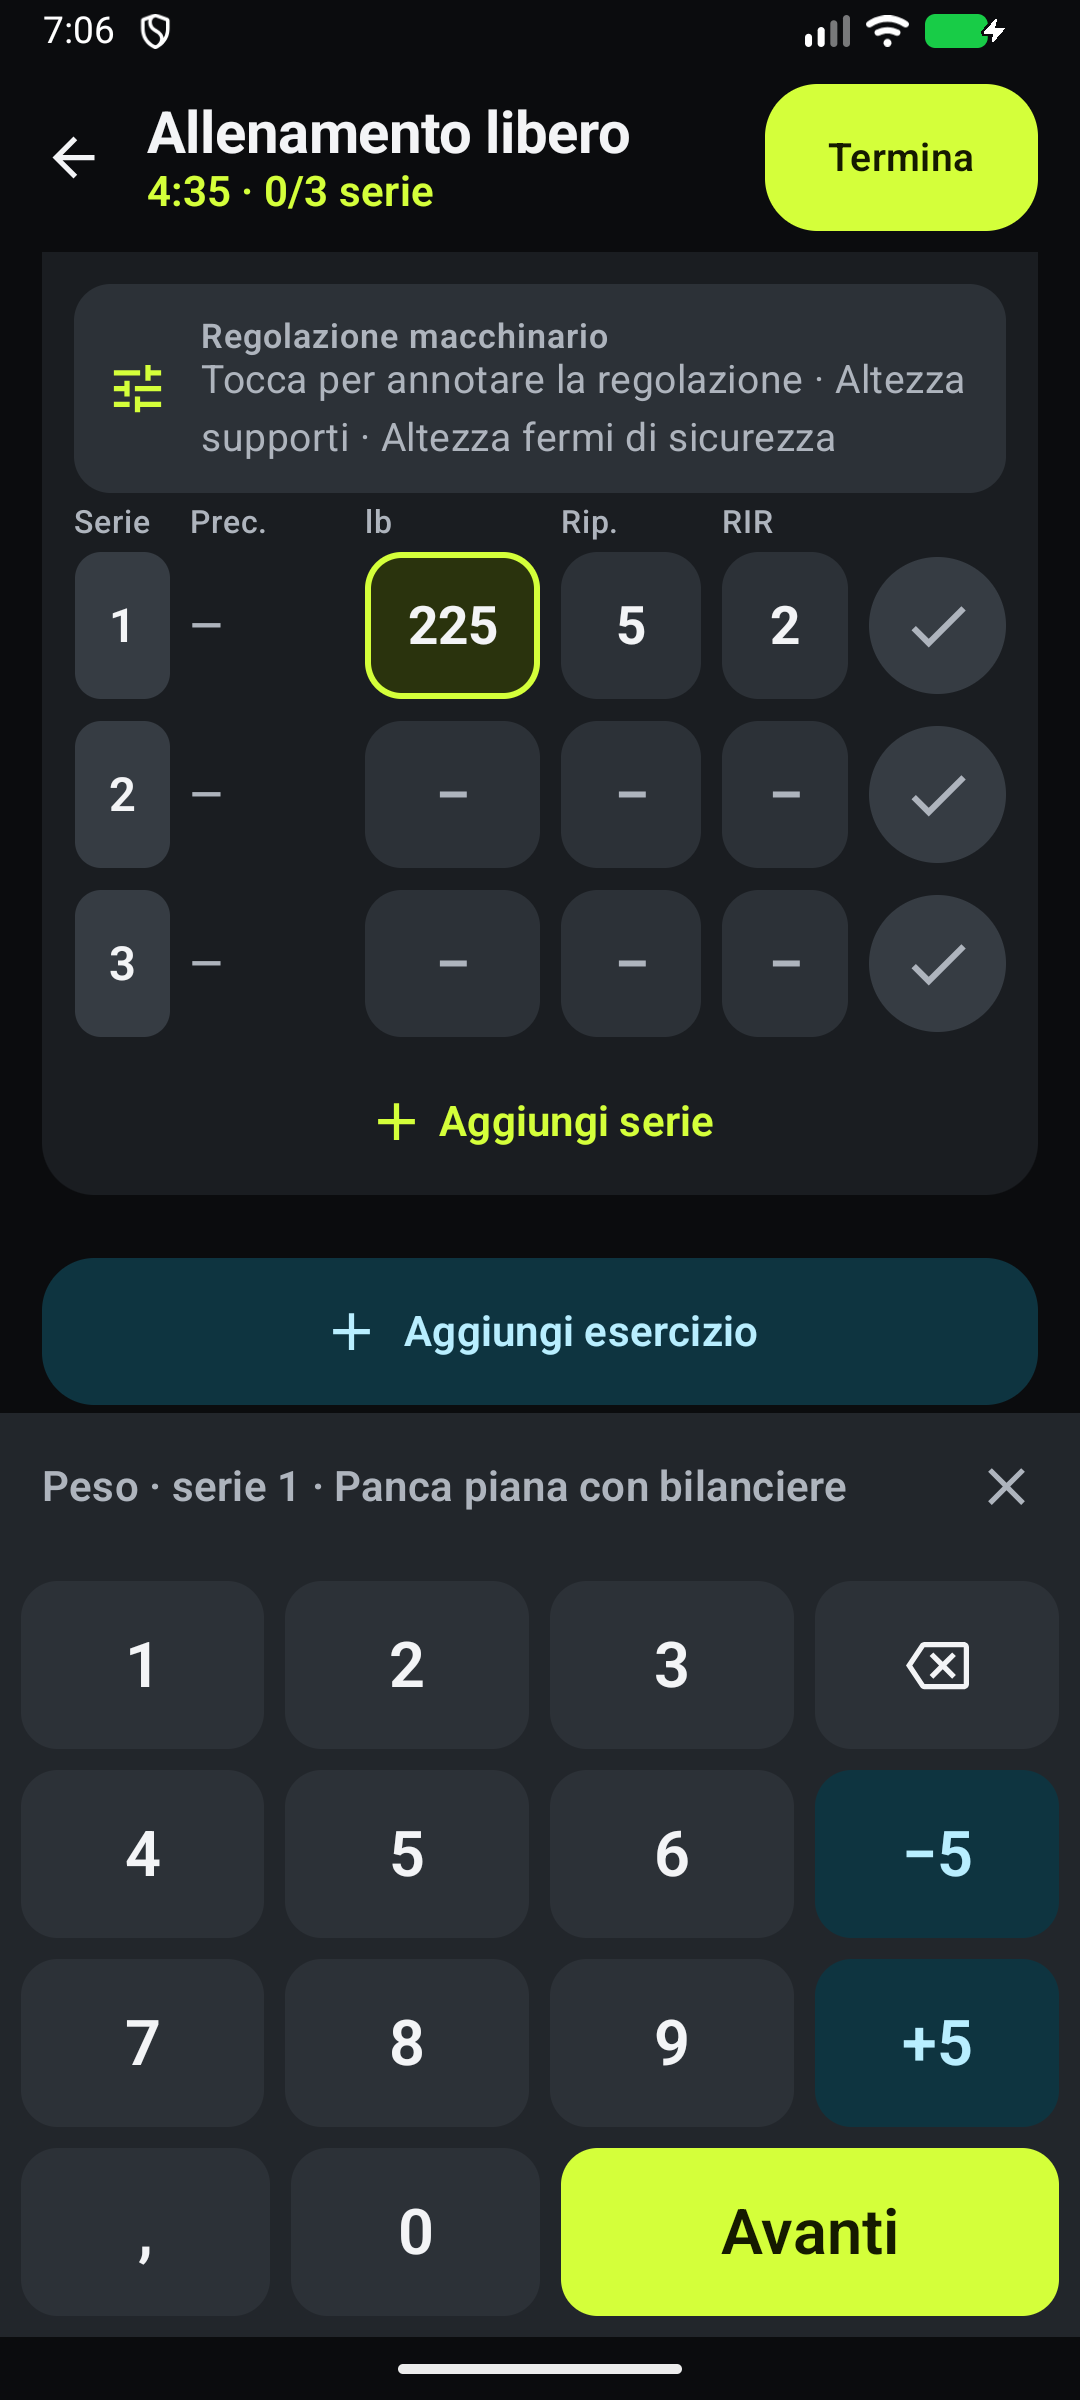 7:06
Allenamento libero
4:35 · 0/3 serie
Termina
Regolazione macchinario
Tocca per annotare la regolazione · Altezza
supporti · Altezza fermi di sicurezza
Serie Prec. lb Rip. RIR
1 – 225 5 2
2 – – – –
3 – – – –
+ Aggiungi serie
+ Aggiungi esercizio
Peso · serie 1 · Panca piana con bilanciere
1 2 3
4 5 6 −5
7 8 9 +5
, 0 Avanti